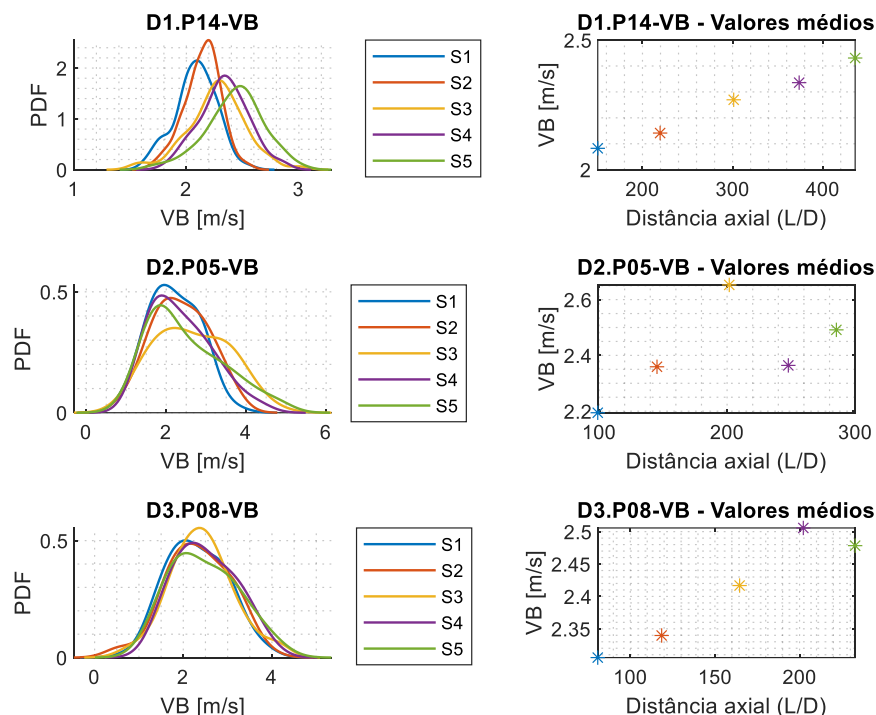 D1.P14-VB
PDF
2
1
0
1
2
3
VB [m/s]
S1
S2
S3
S4
S5
D1.P14-VB - Valores médios
VB [m/s]
2.5
2
200
300
400
Distância axial (L/D)
D2.P05-VB
PDF
0.5
0
0
2
4
6
VB [m/s]
S1
S2
S3
S4
S5
D2.P05-VB - Valores médios
VB [m/s]
2.6
2.4
2.2
100
200
300
Distância axial (L/D)
D3.P08-VB
PDF
0.5
0
0
2
4
VB [m/s]
S1
S2
S3
S4
S5
D3.P08-VB - Valores médios
VB [m/s]
2.5
2.45
2.4
2.35
100
150
200
Distância axial (L/D)